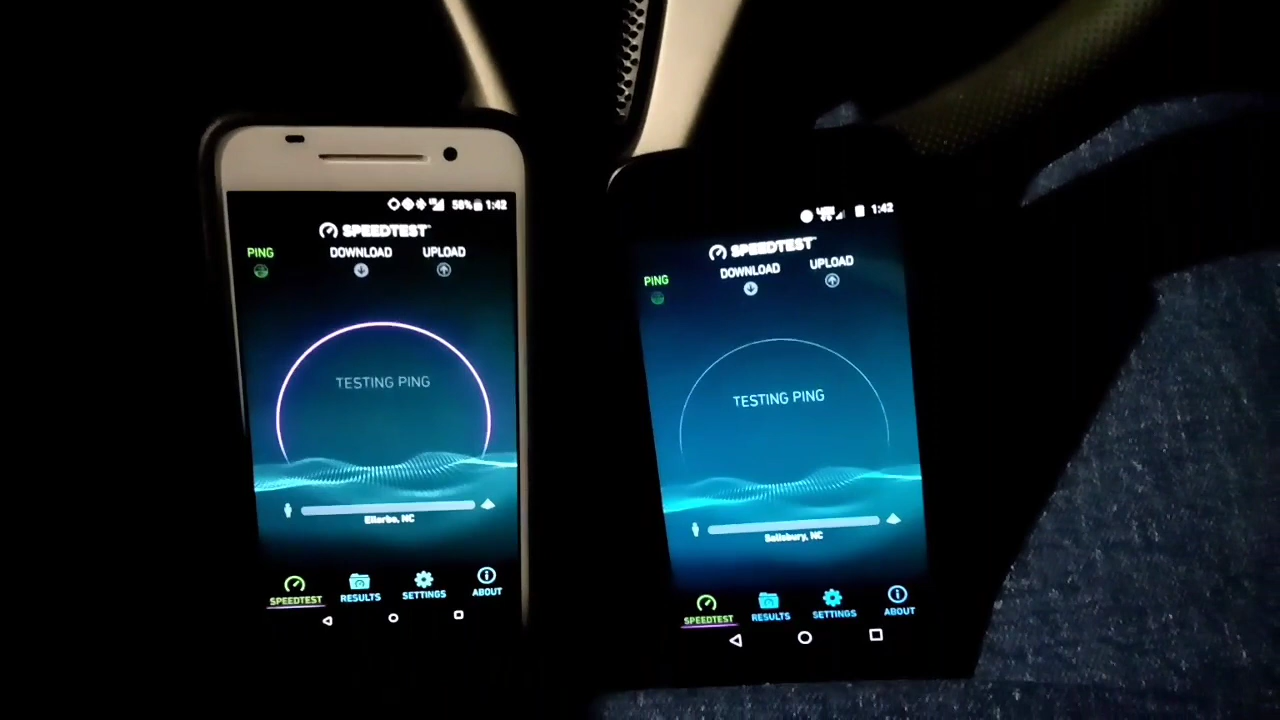 58% 1:42
SPEEDTEST
PING DOWNLOAD UPLOAD
TESTING PING
Ellerbe, NC
SPEEDTEST RESULTS SETTINGS ABOUT
1:42
SPEEDTEST
PING DOWNLOAD UPLOAD
TESTING PING
Salisbury, NC
SPEEDTEST RESULTS SETTINGS ABOUT